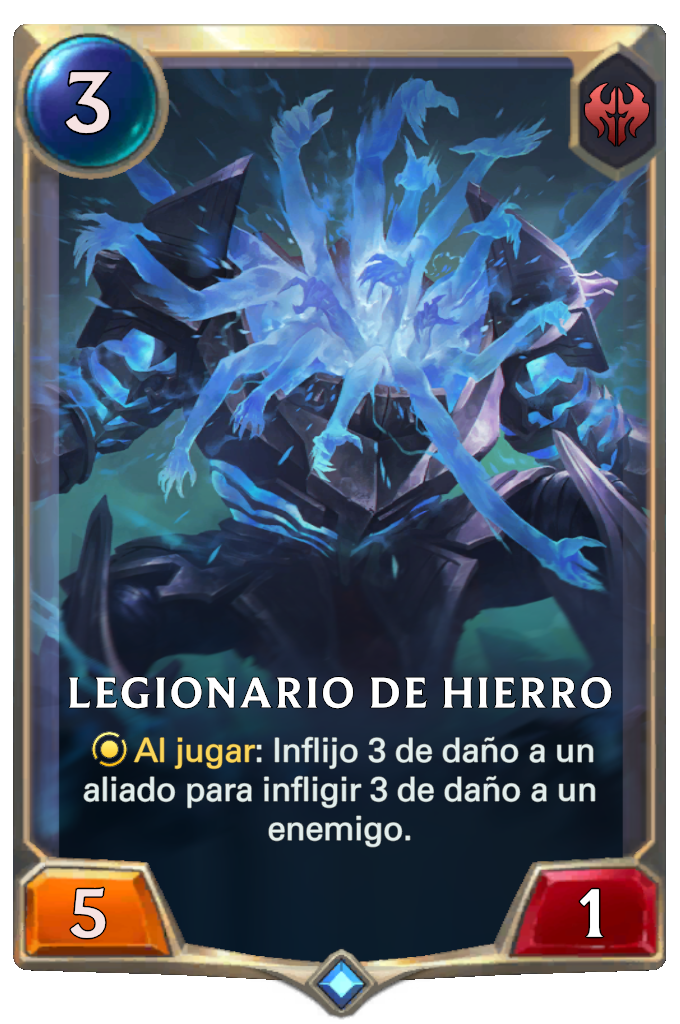 3
LEGIONARIO DE HIERRO
Al jugar: Inflijo 3 de daño a un
aliado para infligir 3 de daño a un
enemigo.
5
1